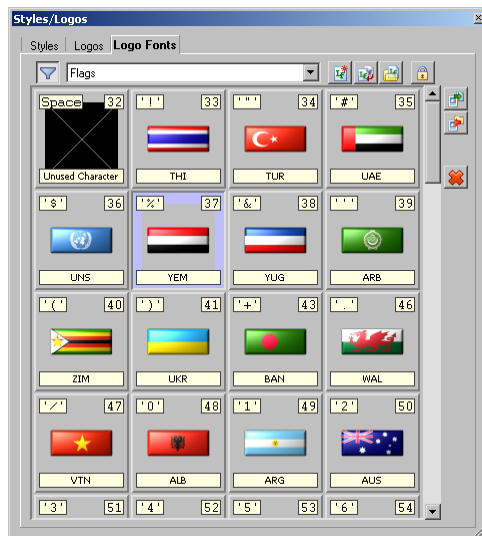 Styles/Logos
Styles Logos Logo Fonts
Flags
Space 32 '!' 33 '"' 34 '#' 35
Unused Character THI TUR UAE
'$' 36 '%' 37 '&' 38 ''' 39
UNS YEM YUG ARB
'(' 40 ')' 41 '+' 43 '.' 46
ZIM UKR BAN WAL
'/' 47 '0' 48 '1' 49 '2' 50
VTN ALB ARG AUS
'3' 51 '4' 52 '5' 53 '6' 54